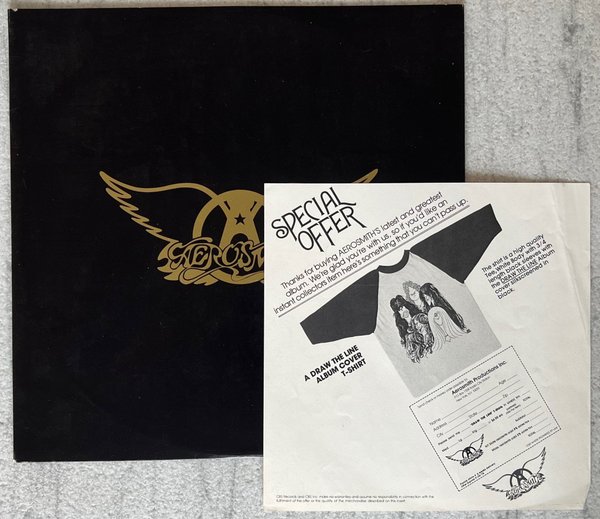 AEROSMITH
SPECIAL
OFFER
Thanks for buying AEROSMITH'S latest and greatest
album. We're glad you're with us, so if you'd like an
instant collectors item here's something that you can't pass up.
The shirt is a high quality
tee, White Body with 3/4
length black sleeves with
the DRAW THE LINE Album
cover silkscreened in
black.
A DRAW THE LINE
ALBUM COVER
T-SHIRT
Aerosmith Productions Inc.
Name
Age
Address
City
State
Zip
AEROSMITH
AEROSMITH
CBS Records and CBS Inc. make no warranties and assume no responsibility in connection with the
fulfillment of the offer or the quality of the merchandise described on this card.